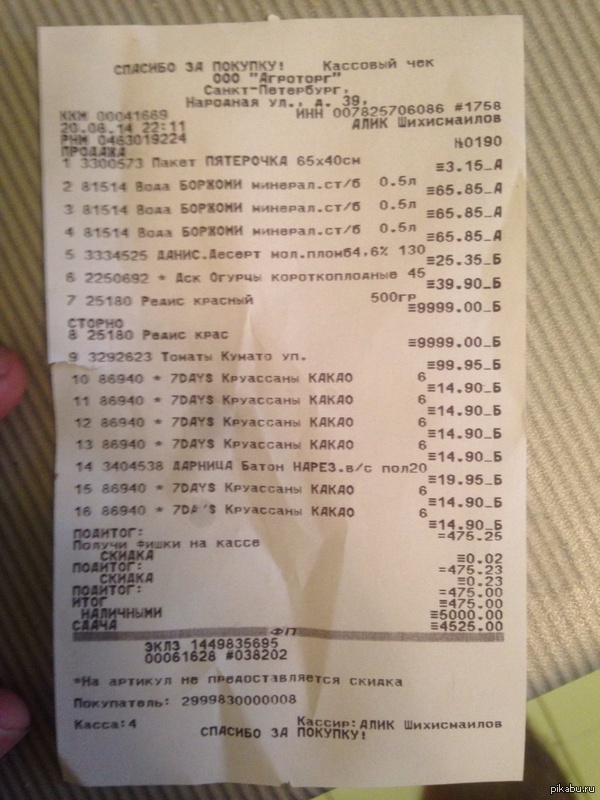 СПАСИБО ЗА ПОКУПКУ! Кассовый чек
ООО "Агроторг"
Санкт-Петербург,
Народная ул., д. 39,
ККМ 00041669 ИНН 007825706086 #1758
20.08.14 22:11 АЛИК Шихисмаилов
РНМ 0463019224 №0190
ПРОДАЖА
1 3300573 Пакет ПЯТЕРОЧКА 65х40см
≡3.15_А
2 81514 Вода БОРЖОМИ минерал.ст/б 0.5л
≡65.85_А
3 81514 Вода БОРЖОМИ минерал.ст/б 0.5л
≡65.85_А
4 81514 Вода БОРЖОМИ минерал.ст/б 0.5л
≡65.85_А
5 3334525 ДАНИС.Десерт мол.пломб4,6% 130
≡25.35_Б
6 2250692 * Дск Огурцы короткоплодные 45
≡39.90_Б
7 25180 Редис красный 500гр
≡9999.00_Б
СТОРНО
8 25180 Редис крас
≡9999.00_Б
9 3292623 Томаты Кумато уп.
≡99.95_Б
10 86940 * 7DAYS Круассаны КАКАО 6
≡14.90_Б
11 86940 * 7DAYS Круассаны КАКАО 6
≡14.90_Б
12 86940 * 7DAYS Круассаны КАКАО 6
≡14.90_Б
13 86940 * 7DAYS Круассаны КАКАО 6
≡14.90_Б
14 3404538 ДАРНИЦА Батон НАРЕЗ.в/с пол20
≡19.95_Б
15 86940 * 7DAYS Круассаны КАКАО 6
≡14.90_Б
16 86940 * 7DAYS Круассаны КАКАО 6
≡14.90_Б
ПОДИТОГ: =475.25
Получи фишки на кассе
СКИДКА ≡0.02
ПОДИТОГ: =475.23
СКИДКА ≡0.23
ПОДИТОГ: =475.00
ИТОГ ≡475.00
НАЛИЧНЫМИ ≡5000.00
СДАЧА ≡4525.00
ФП
ЭКЛЗ 1449835695
00061628 #038202
*На артикул не предоставляется скидка
Покупатель: 2999830000008
Касса:4 Кассир:АЛИК Шихисмаилов
СПАСИБО ЗА ПОКУПКУ!
pikabu.ru